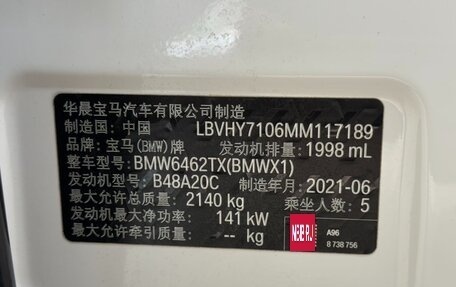 华晨宝马汽车有限公司制造
制造国: 中国 LBVHY7106MM117189
品牌: 宝马(BMW)牌 发动机排量: 1998 mL
整车型号: BMW6462TX(BMWX1)
发动机型号: B48A20C 制造年月: 2021-06
最大允许总质量: 2140 kg 乘坐人数: 5
发动机最大净功率: 141 kW
最大允许牵引质量: -- kg
A96
8 738 756